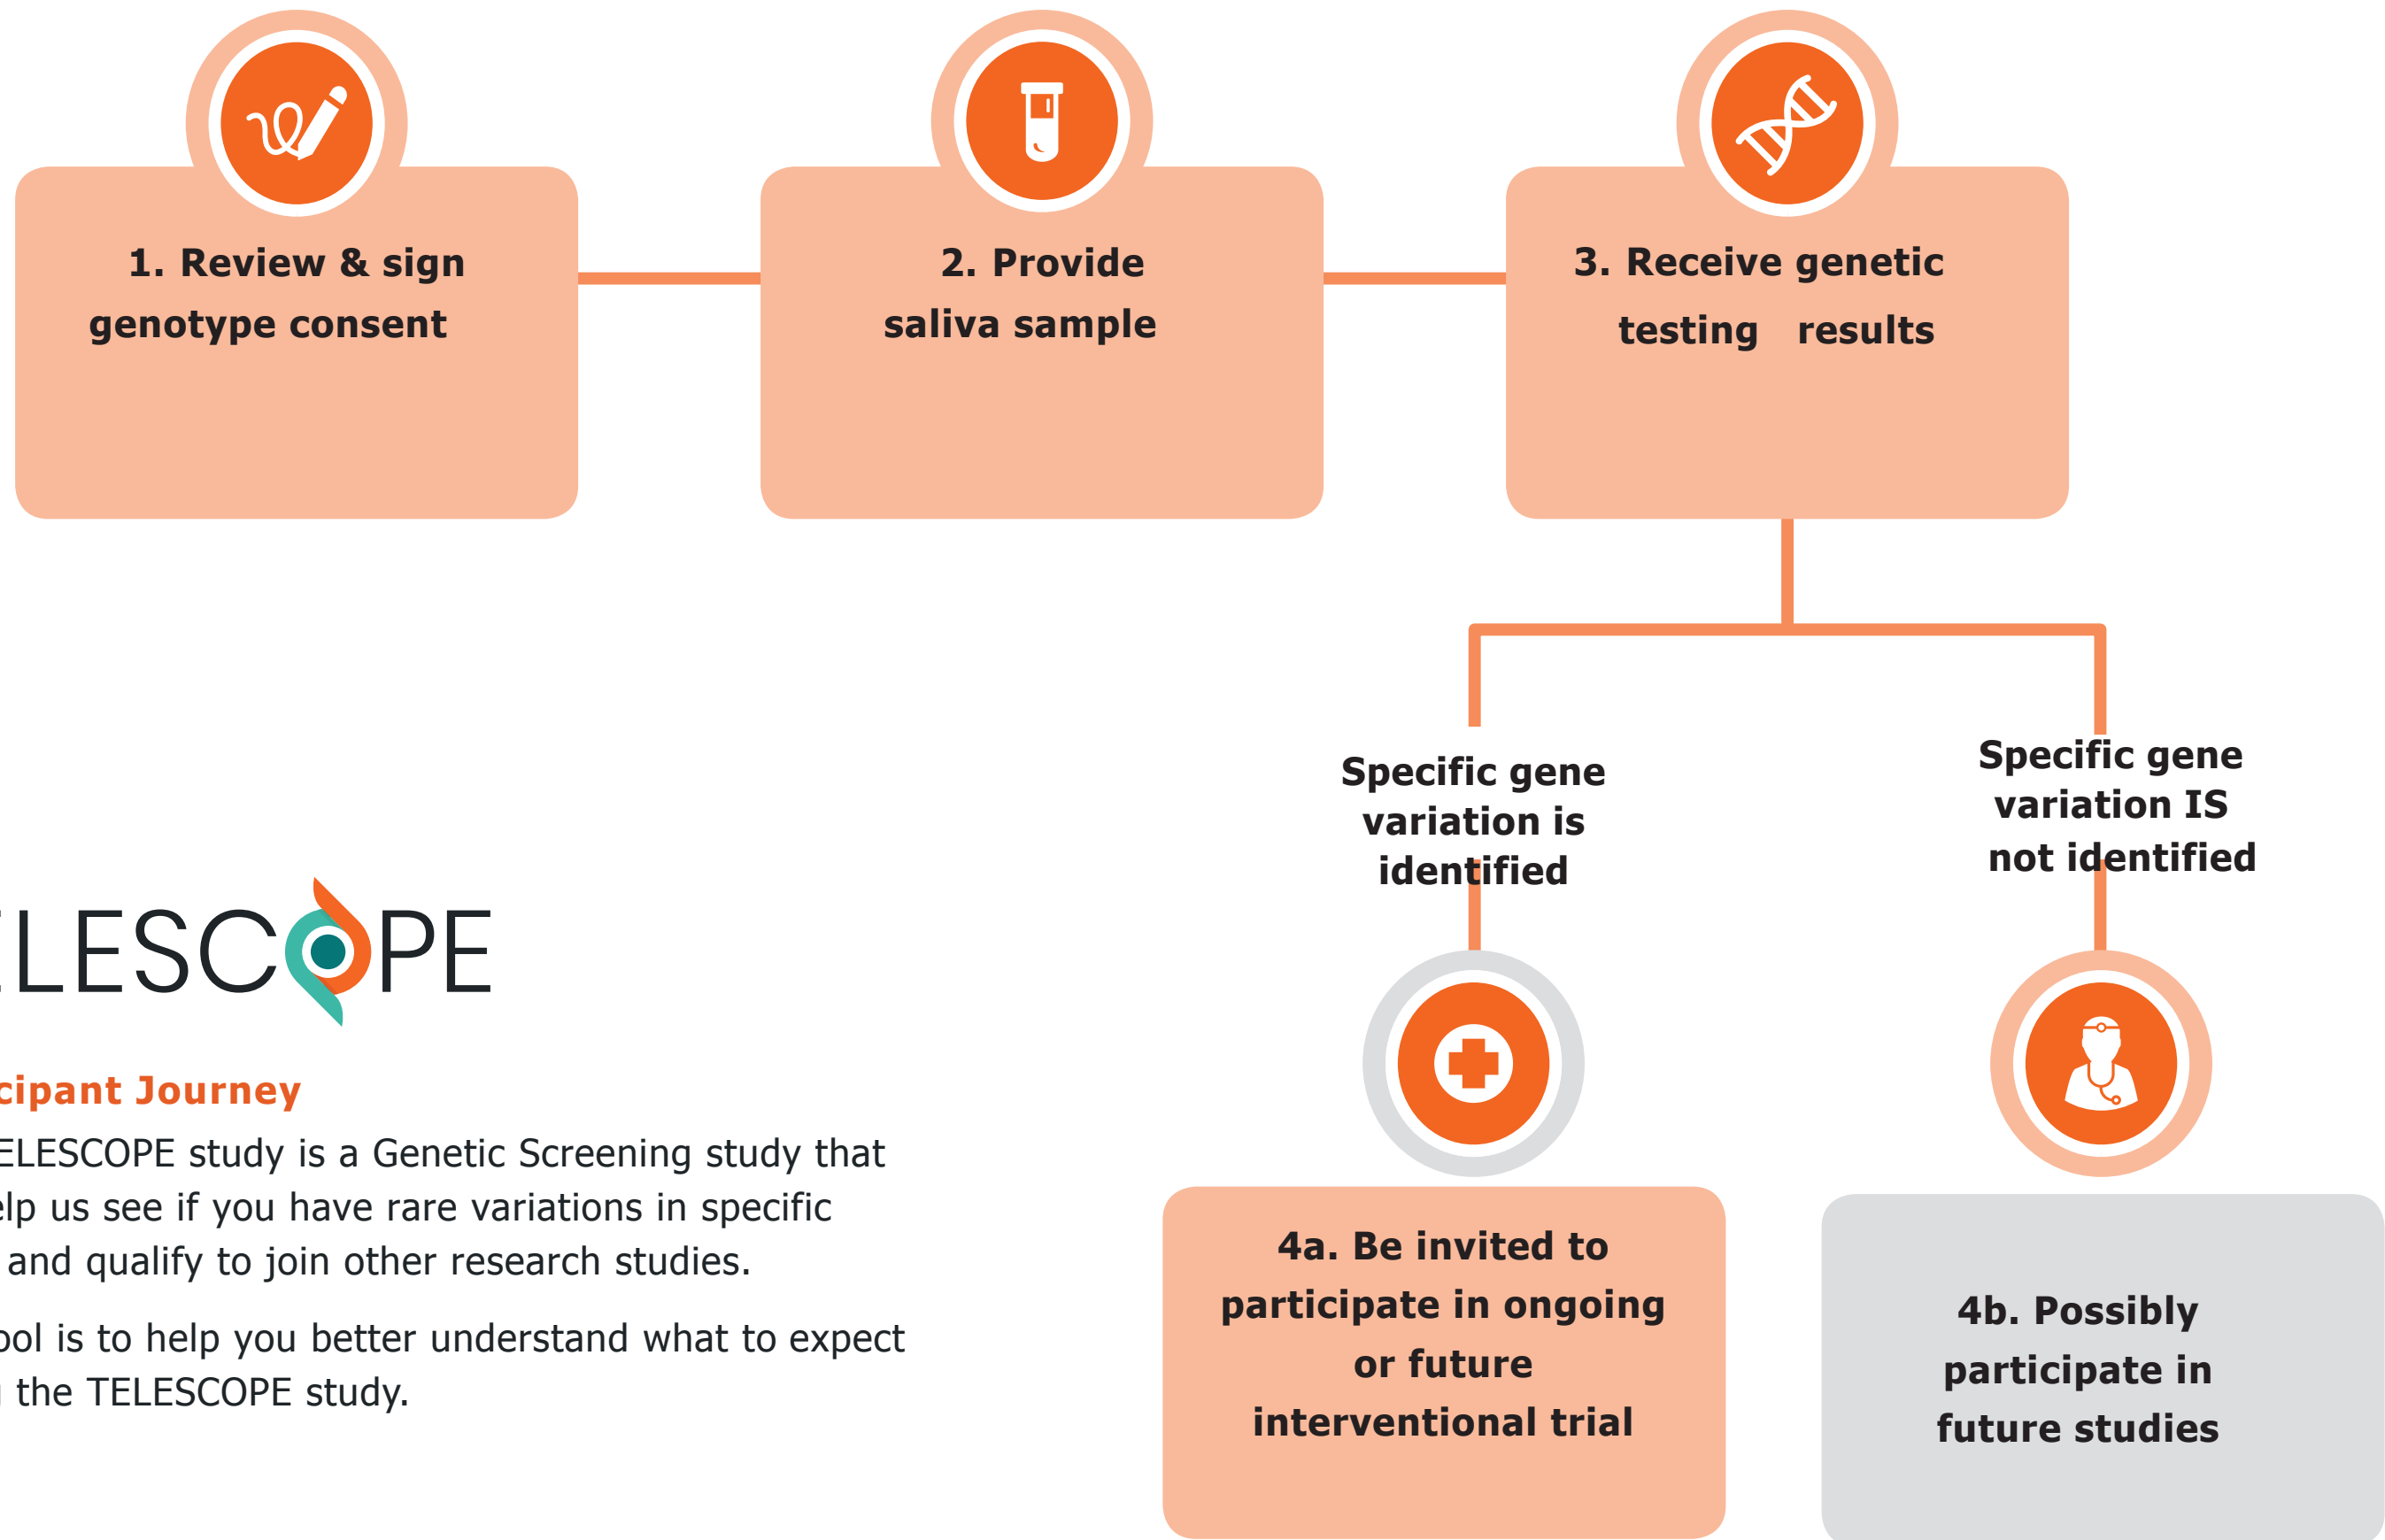 1. Review & sign
genotype consent
2. Provide
saliva sample
3. Receive genetic
testing results
Specific gene
variation is
identified
Specific gene
variation IS
not identified
4a. Be invited to
participate in ongoing
or future
interventional trial
4b. Possibly
participate in
future studies
ELESCOPE
cipant Journey
ELESCOPE study is a Genetic Screening study that
elp us see if you have rare variations in specific
and qualify to join other research studies.
ool is to help you better understand what to expect
the TELESCOPE study.